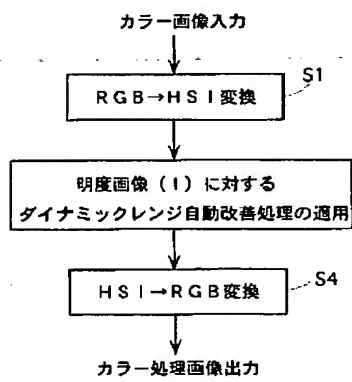 カラー画像入力
S1
RGB→HSI変換
明度画像(I)に対する
ダイナミックレンジ自動改善処理の適用
HSI→RGB変換
S4
カラー処理画像出力